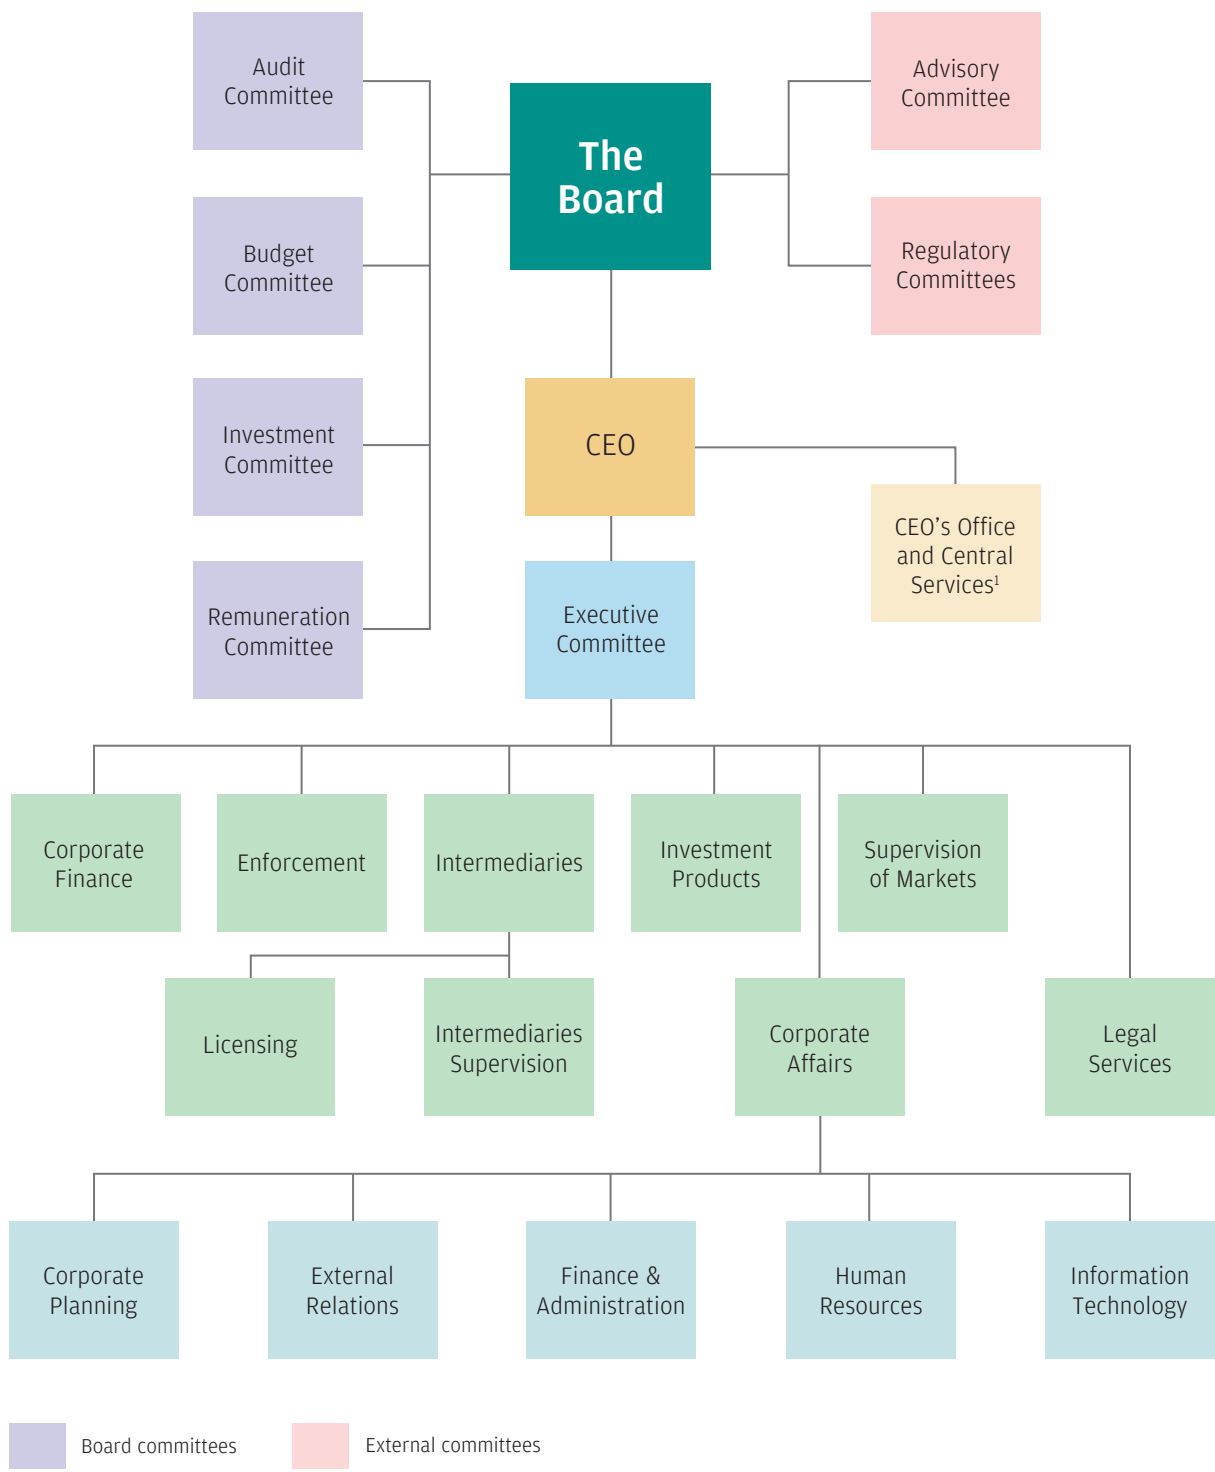 Audit
Committee
The
Board
Advisory
Committee
Budget
Committee
Regulatory
Committees
Investment
Committee
CEO
CEO’s Office
and Central
Services¹
Remuneration
Committee
Executive
Committee
Corporate
Finance
Enforcement
Intermediaries
Investment
Products
Supervision
of Markets
Licensing
Intermediaries
Supervision
Corporate
Affairs
Legal
Services
Corporate
Planning
External
Relations
Finance &
Administration
Human
Resources
Information
Technology
Board committees
External committees